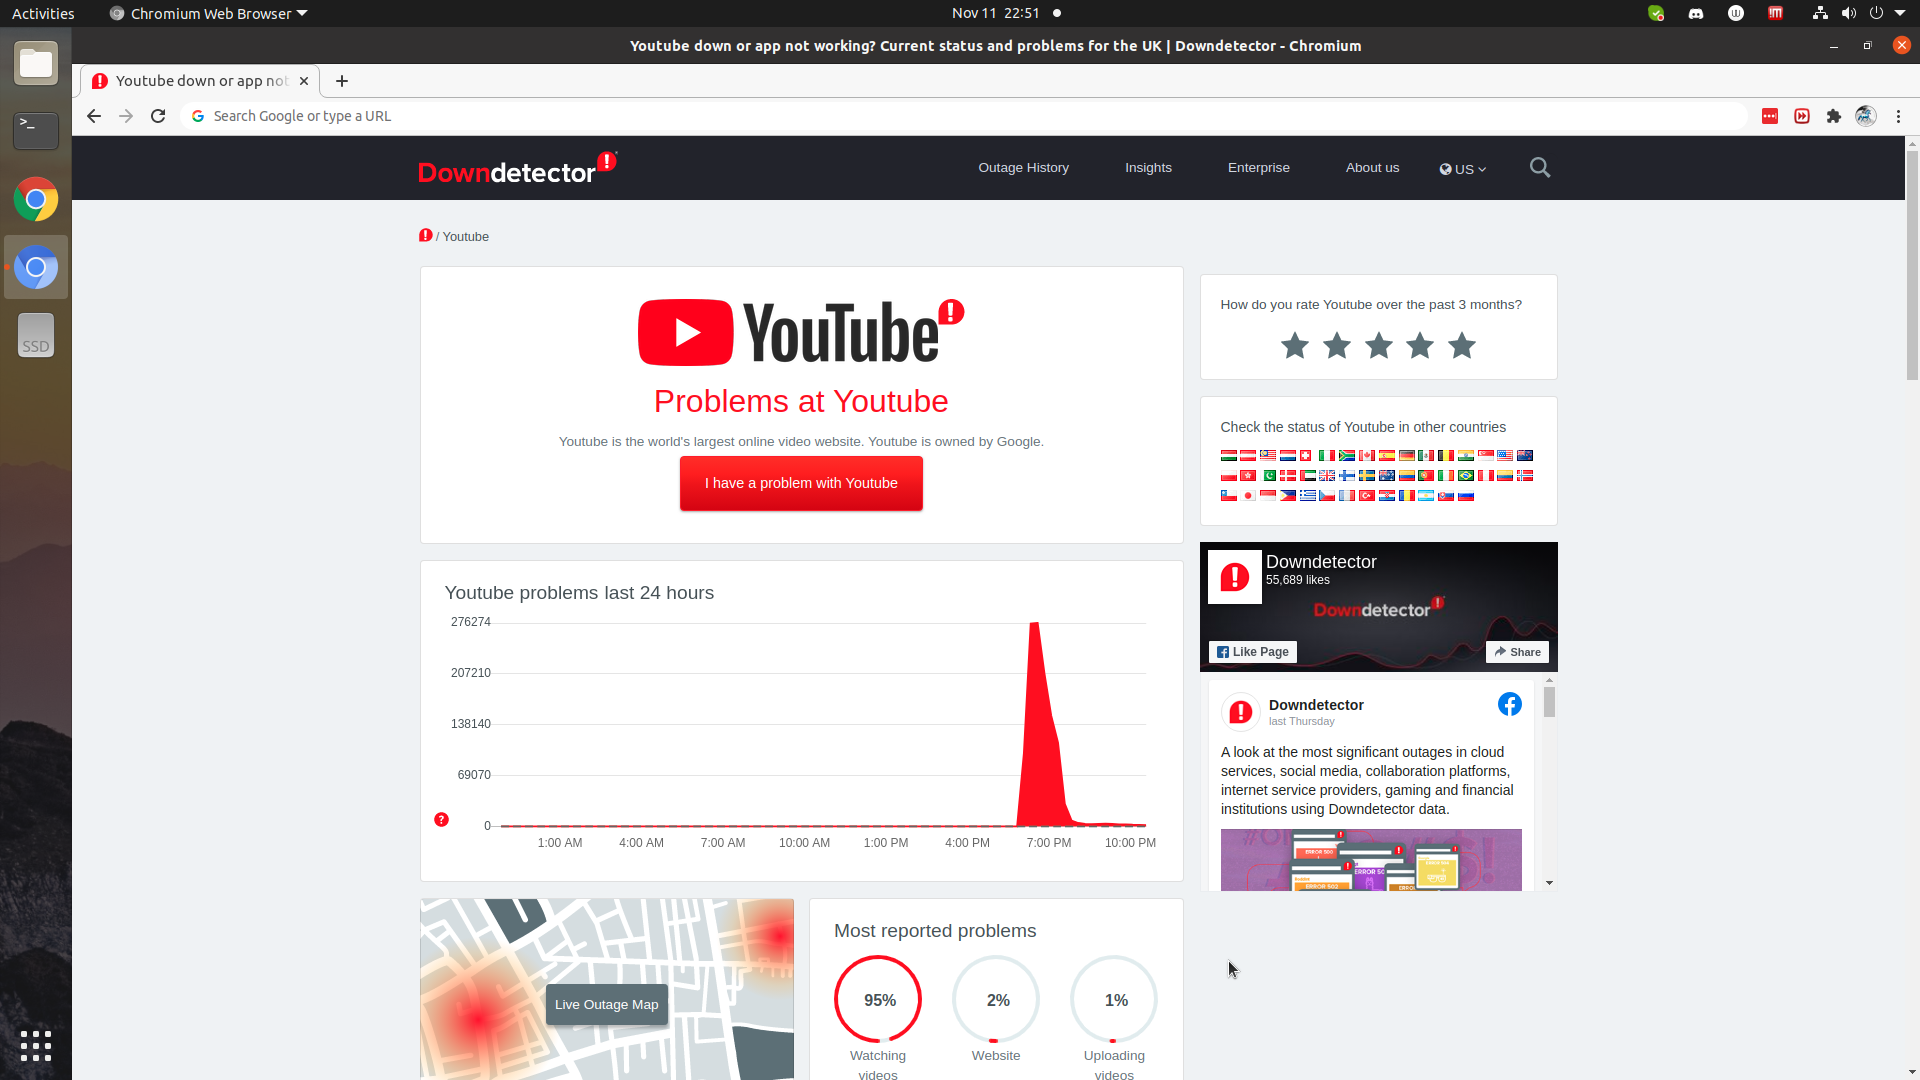 Activities
Chromium Web Browser
Nov 11 22:51
Youtube down or app not working? Current status and problems for the UK | Downdetector - Chromium
Youtube down or app not
Search Google or type a URL
>_
SSD
Downdetector
Outage History
Insights
Enterprise
About us
US
/ Youtube
YouTube
Problems at Youtube
Youtube is the world's largest online video website. Youtube is owned by Google.
I have a problem with Youtube
Youtube problems last 24 hours
276274
207210
138140
69070
0
1:00 AM 4:00 AM 7:00 AM 10:00 AM 1:00 PM 4:00 PM 7:00 PM 10:00 PM
Live Outage Map
Most reported problems
95% 2% 1%
Watching videos
Website
Uploading videos
How do you rate Youtube over the past 3 months?
Check the status of Youtube in other countries
Downdetector
55,689 likes
Downdetector
Like Page
Share
Downdetector
last Thursday
A look at the most significant outages in cloud
services, social media, collaboration platforms,
internet service providers, gaming and financial
institutions using Downdetector data.
ERROR 500
ERROR 502